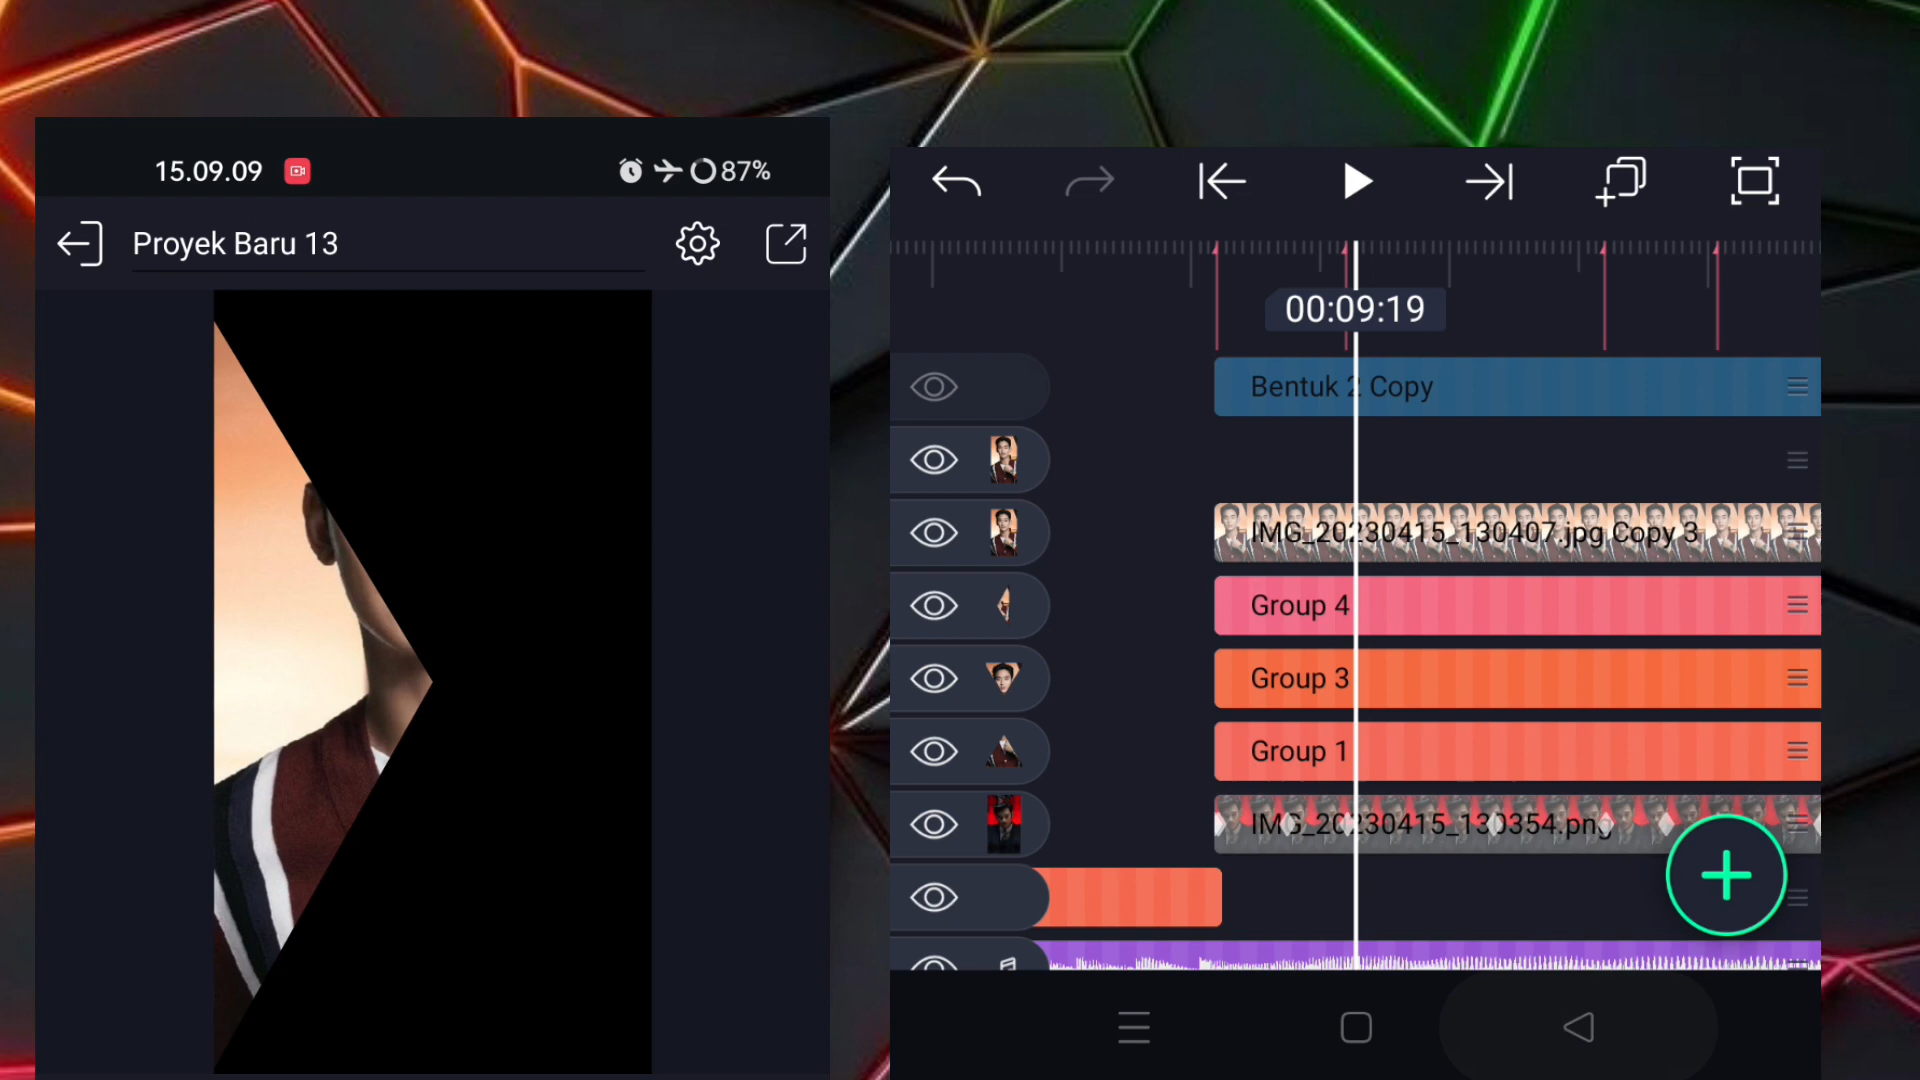 15.09.09
87%
Proyek Baru 13
00:09:19
Bentuk 2 Copy
IMG_20230415_130407.jpg Copy 3
Group 4
Group 3
Group 1
IMG_20230415_130354.png